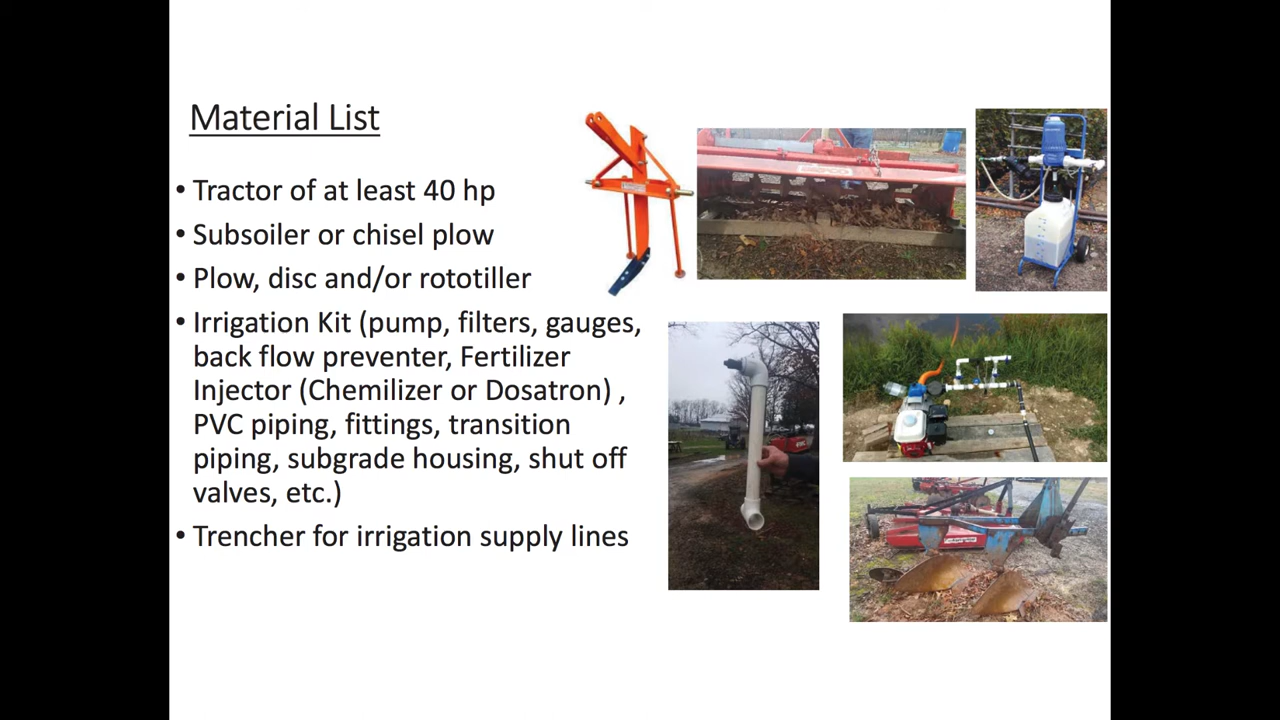 Material List
• Tractor of at least 40 hp
• Subsoiler or chisel plow
• Plow, disc and/or rototiller
• Irrigation Kit (pump, filters, gauges,
back flow preventer, Fertilizer
Injector (Chemilizer or Dosatron) ,
PVC piping, fittings, transition
piping, subgrade housing, shut off
valves, etc.)
• Trencher for irrigation supply lines